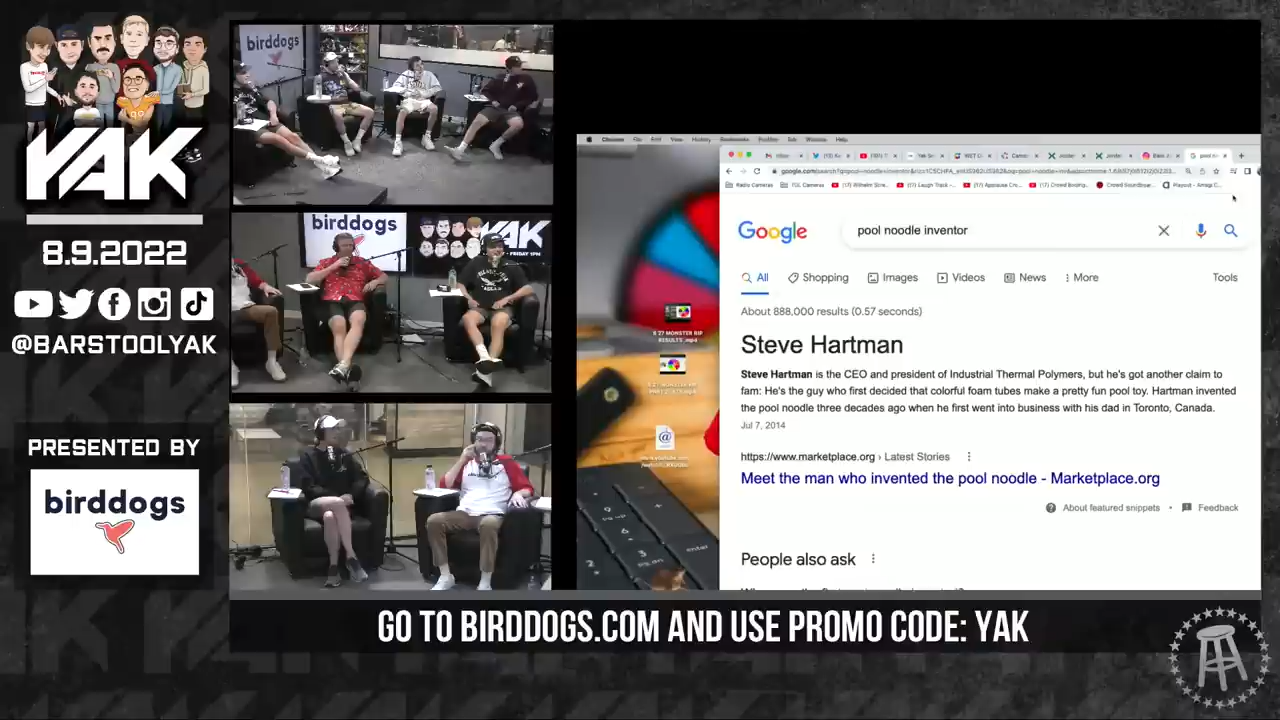 YAK
8.9.2022
@BARSTOOLYAK
PRESENTED BY
birddogs
birddogs
birddogs
YAK
Google
pool noodle inventor
All
Shopping
Images
Videos
News
More
Tools
About 888,000 results (0.57 seconds)
Steve Hartman
Steve Hartman is the CEO and president of Industrial Thermal Polymers, but he's got another claim to
fam: He's the guy who first decided that colorful foam tubes make a pretty fun pool toy. Hartman invented
the pool noodle three decades ago when he first went into business with his dad in Toronto, Canada.
Jul 7, 2014
https://www.marketplace.org › Latest Stories
Meet the man who invented the pool noodle - Marketplace.org
About featured snippets • Feedback
People also ask
GO TO BIRDDOGS.COM AND USE PROMO CODE: YAK